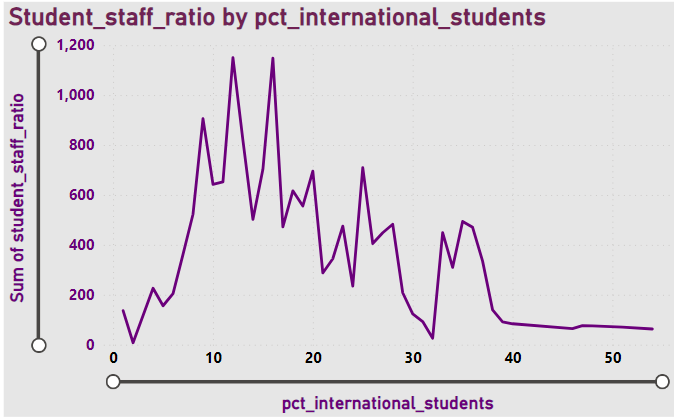 Student_staff_ratio by pct_international_students
Sum of student_staff_ratio
1,200
1,000
800
600
400
200
0
0 10 20 30 40 50
pct_international_students